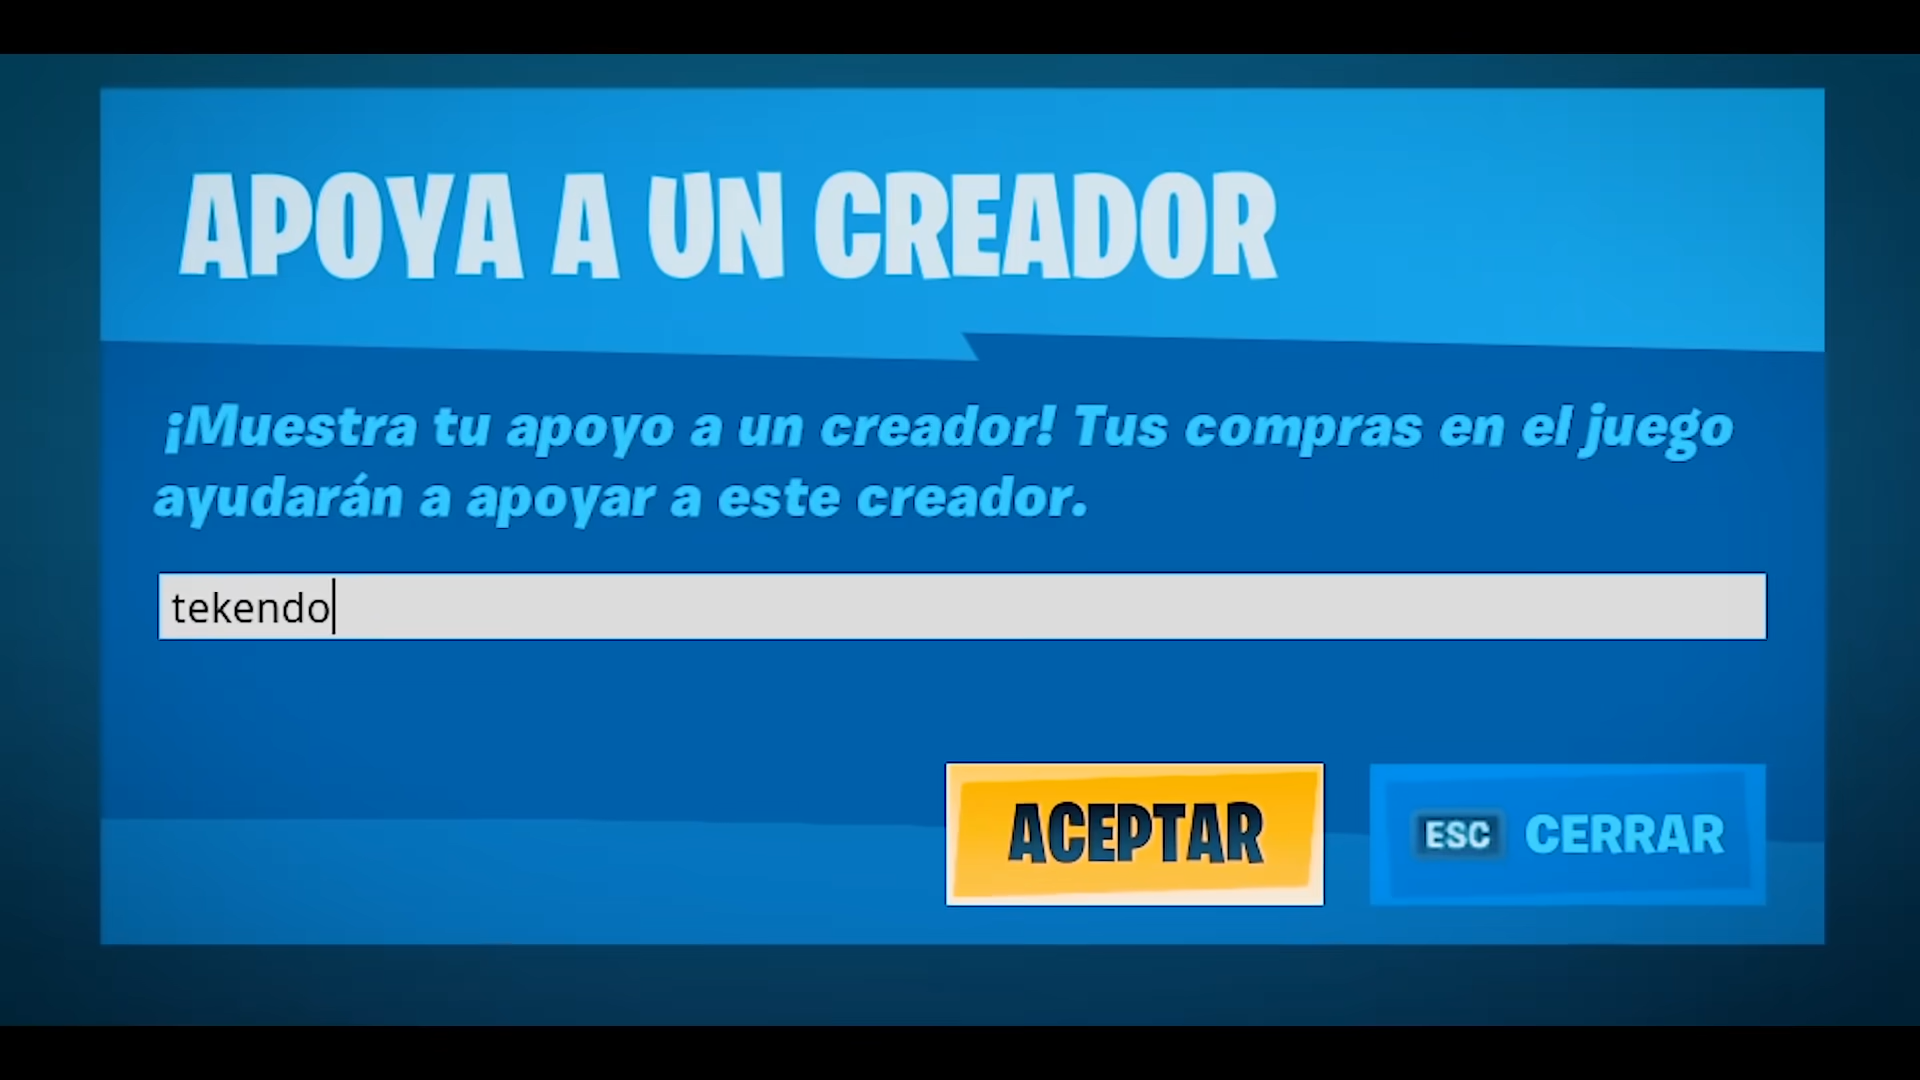 APOYA A UN CREADOR
¡Muestra tu apoyo a un creador! Tus compras en el juego
ayudarán a apoyar a este creador.
tekendo
ACEPTAR
ESC CERRAR